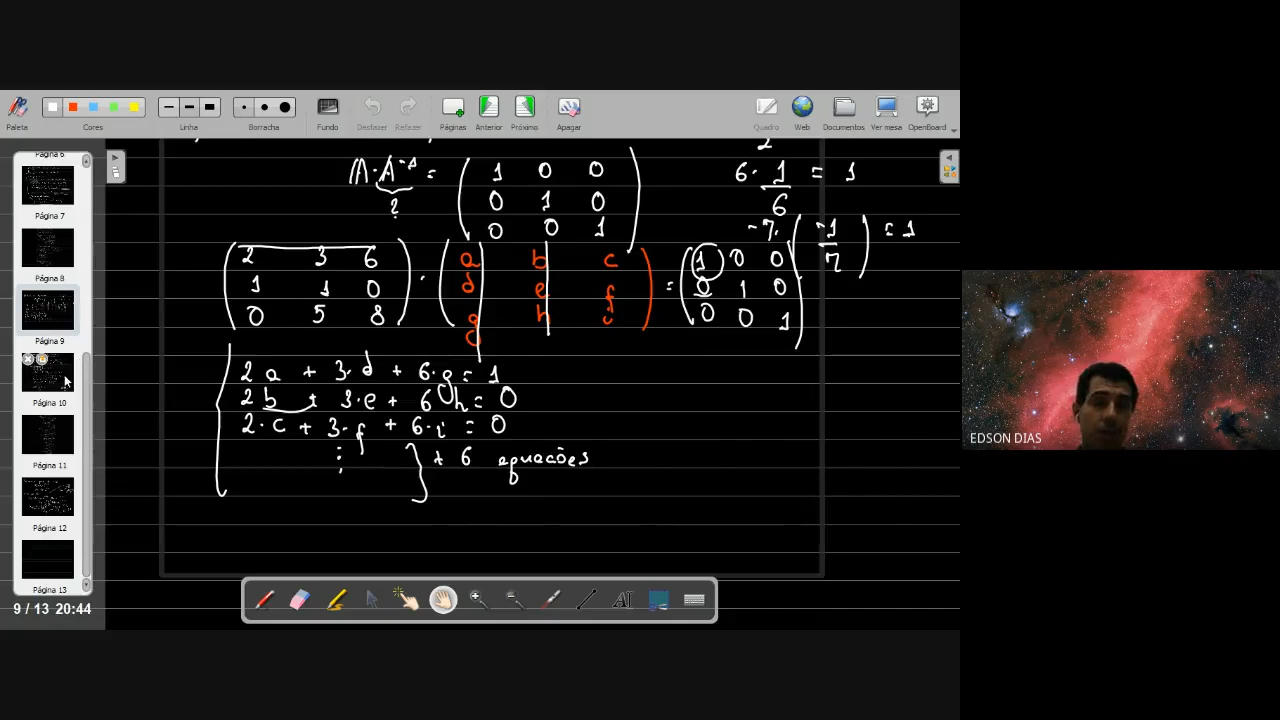 Paleta Cores Linha Borracha Fundo Desfazer Refazer Páginas Anterior Próximo Apagar Quadro Web Documentos Ver mesa OpenBoard
Página 6
Página 7
Página 8
Página 9
Página 10
Página 11
Página 12
Página 13
9 / 13 20:44
A · A⁻¹ = ( 1 0 0
0 1 0
0 0 1 )
?
2
6 · 1/6 = 1
-7 · ( -1/7 ) = 1
( 2 3 6 ) · ( a b c ) = ( 1 0 0 )
( 1 1 0 ) ( d e f ) ( 0 1 0 )
( 0 5 8 ) ( g h i ) ( 0 0 1 )
2 a + 3·d + 6·g = 1
2 b + 3·e + 6 h = 0
2·c + 3·f + 6·i = 0
⋮ } + 6 equações
AI
EDSON DIAS